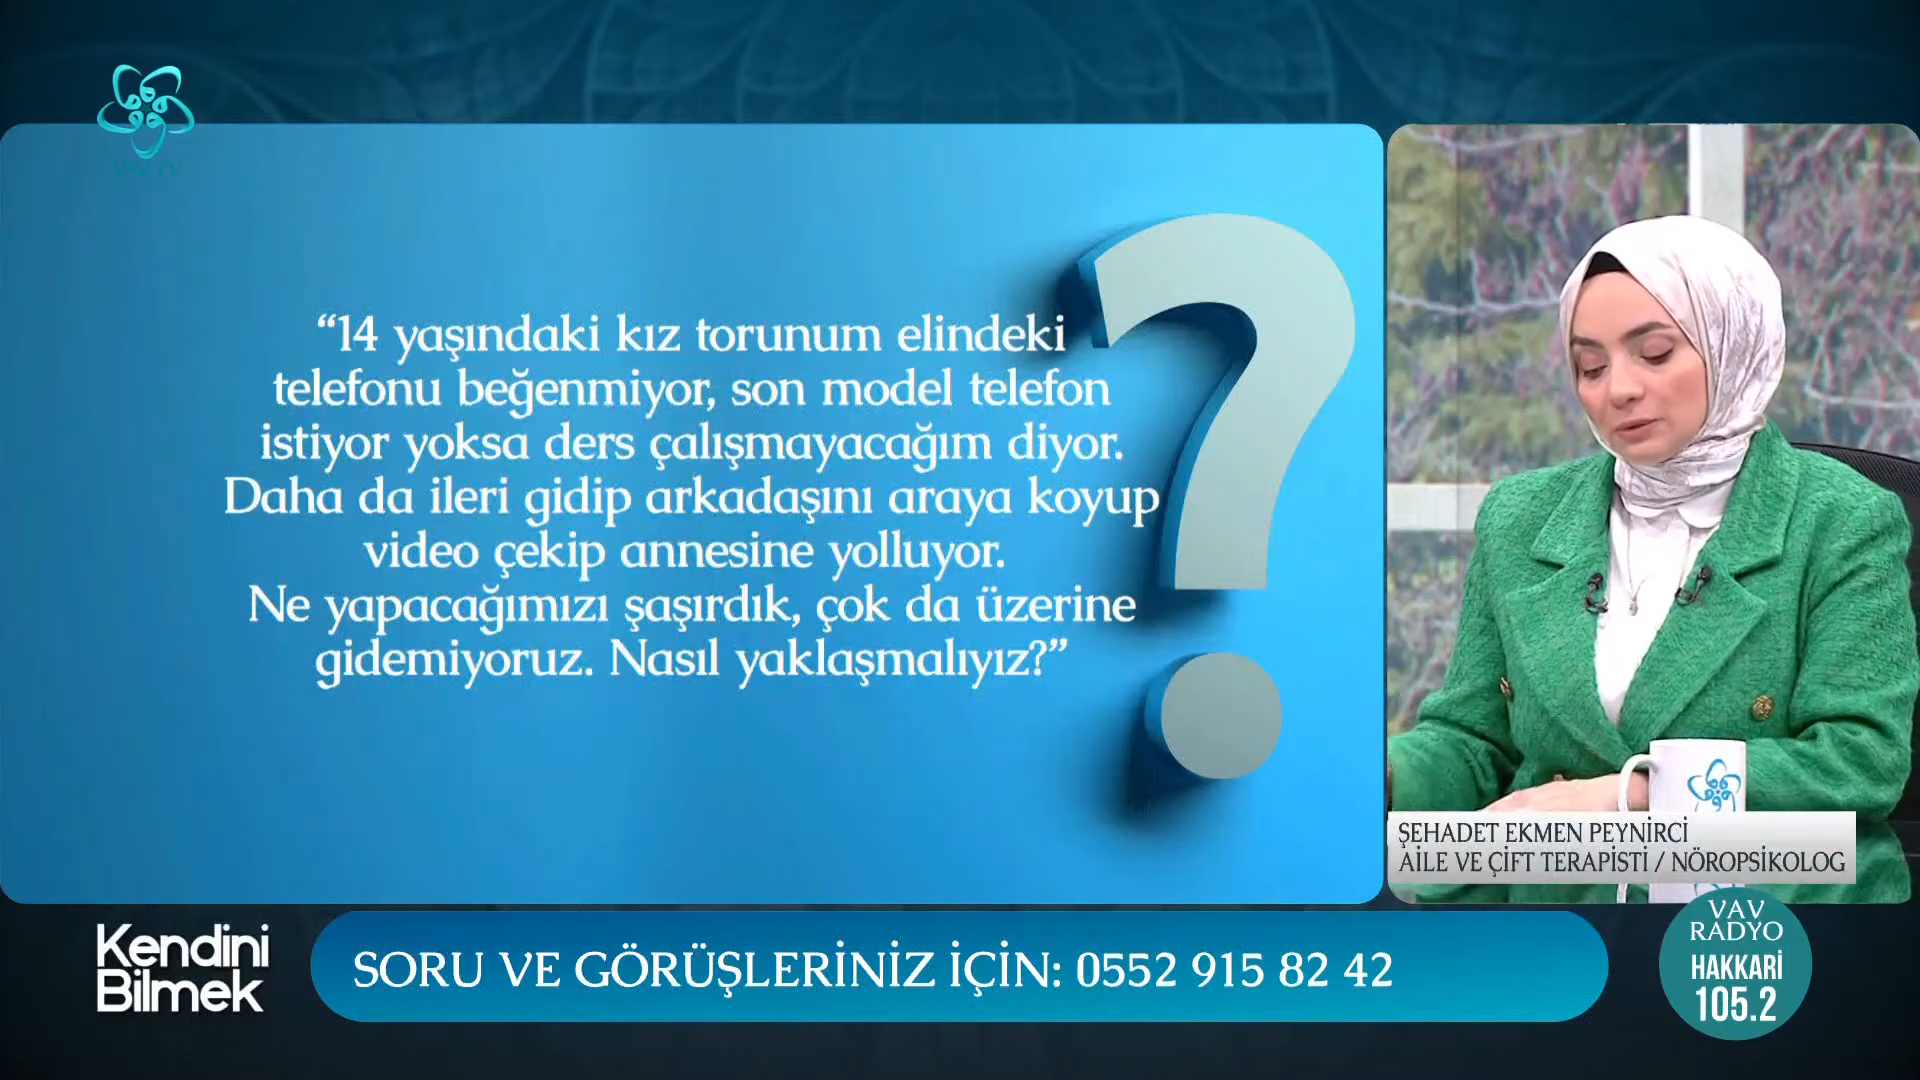 VAV TV
“14 yaşındaki kız torunum elindeki
telefonu beğenmiyor, son model telefon
istiyor yoksa ders çalışmayacağım diyor.
Daha da ileri gidip arkadaşını araya koyup
video çekip annesine yolluyor.
Ne yapacağımızı şaşırdık, çok da üzerine
gidemiyoruz. Nasıl yaklaşmalıyız?”
?
ŞEHADET EKMEN PEYNİRCİ
AİLE VE ÇİFT TERAPİSTİ / NÖROPSİKOLOG
Kendini
Bilmek
SORU VE GÖRÜŞLERİNİZ İÇİN: 0552 915 82 42
VAV
RADYO
HAKKARİ
105.2